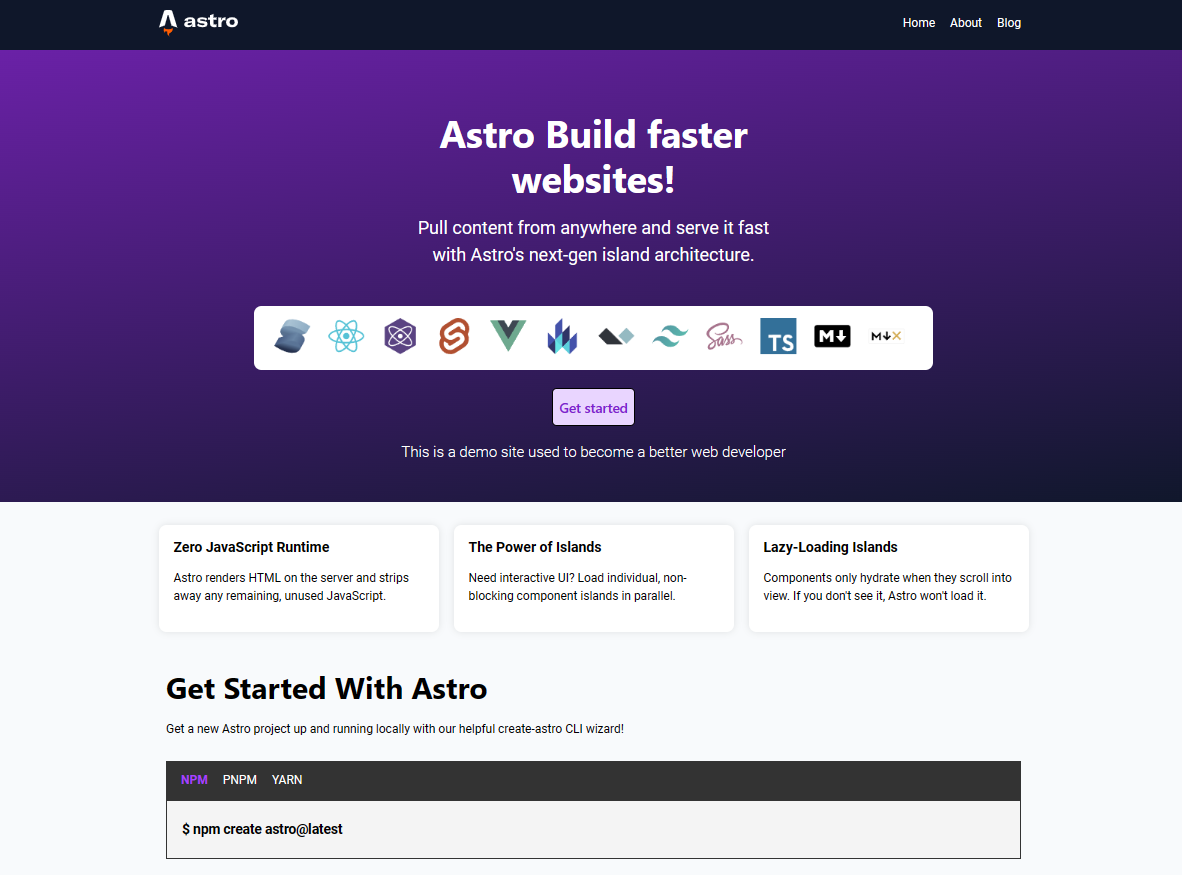 astro
Home About Blog
Astro Build faster
websites!
Pull content from anywhere and serve it fast
with Astro's next-gen island architecture.
TS M M
Get started
This is a demo site used to become a better web developer
Zero JavaScript Runtime
Astro renders HTML on the server and strips
away any remaining, unused JavaScript.
The Power of Islands
Need interactive UI? Load individual, non-
blocking component islands in parallel.
Lazy-Loading Islands
Components only hydrate when they scroll into
view. If you don't see it, Astro won't load it.
Get Started With Astro
Get a new Astro project up and running locally with our helpful create-astro CLI wizard!
NPM PNPM YARN
$ npm create astro@latest